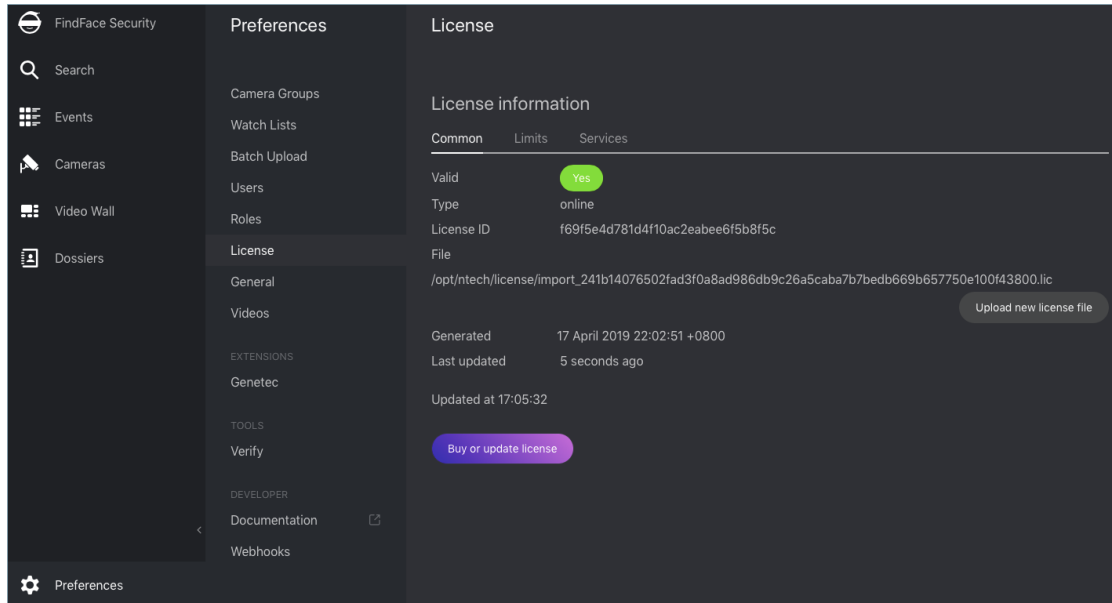 FindFace Security
Search
Events
Cameras
Video Wall
Dossiers
Preferences
Preferences
Camera Groups
Watch Lists
Batch Upload
Users
Roles
License
General
Videos
EXTENSIONS
Genetec
TOOLS
Verify
DEVELOPER
Documentation
Webhooks
License
License information
Common Limits Services
Valid Yes
Type online
License ID f69f5e4d781d4f10ac2eabee6f5b8f5c
File
/opt/ntech/license/import_241b14076502fad3f0a8ad986db9c26a5caba7b7bedb669b657750e100f43800.lic
Upload new license file
Generated 17 April 2019 22:02:51 +0800
Last updated 5 seconds ago
Updated at 17:05:32
Buy or update license